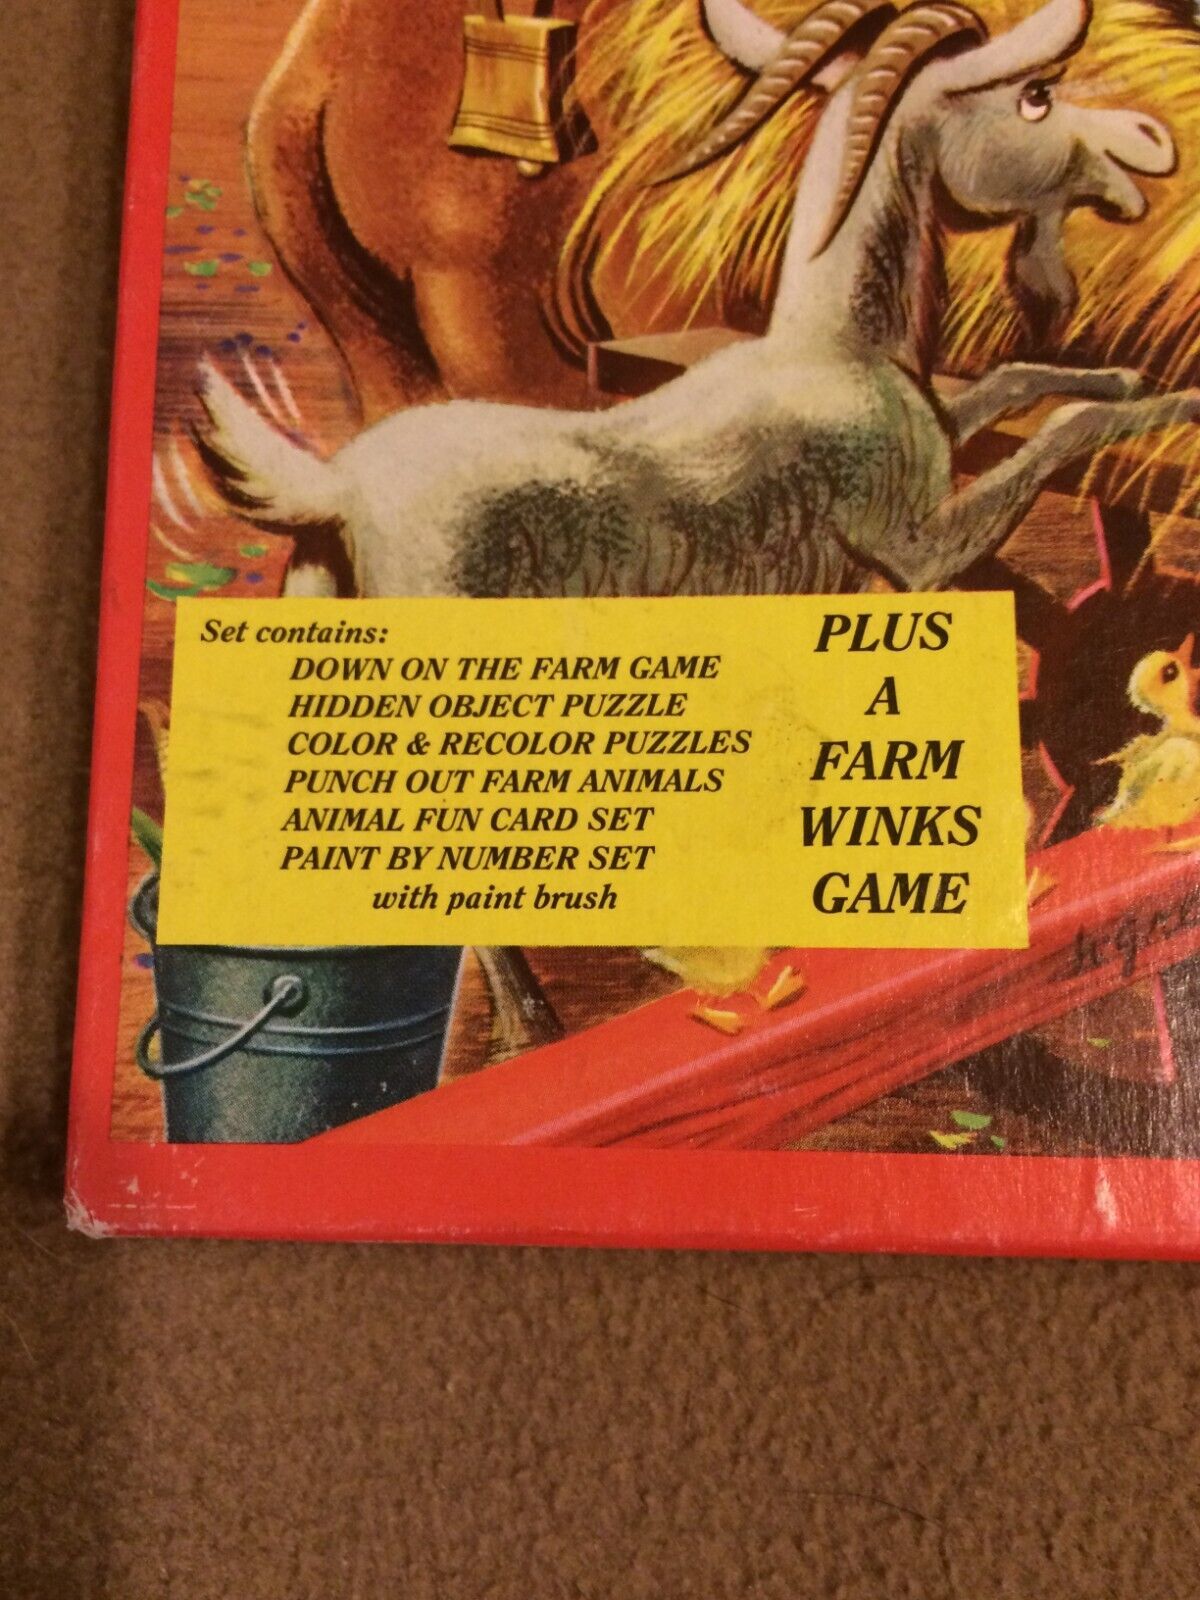 Set contains:
DOWN ON THE FARM GAME
HIDDEN OBJECT PUZZLE
COLOR & RECOLOR PUZZLES
PUNCH OUT FARM ANIMALS
ANIMAL FUN CARD SET
PAINT BY NUMBER SET
with paint brush
PLUS
A
FARM
WINKS
GAME